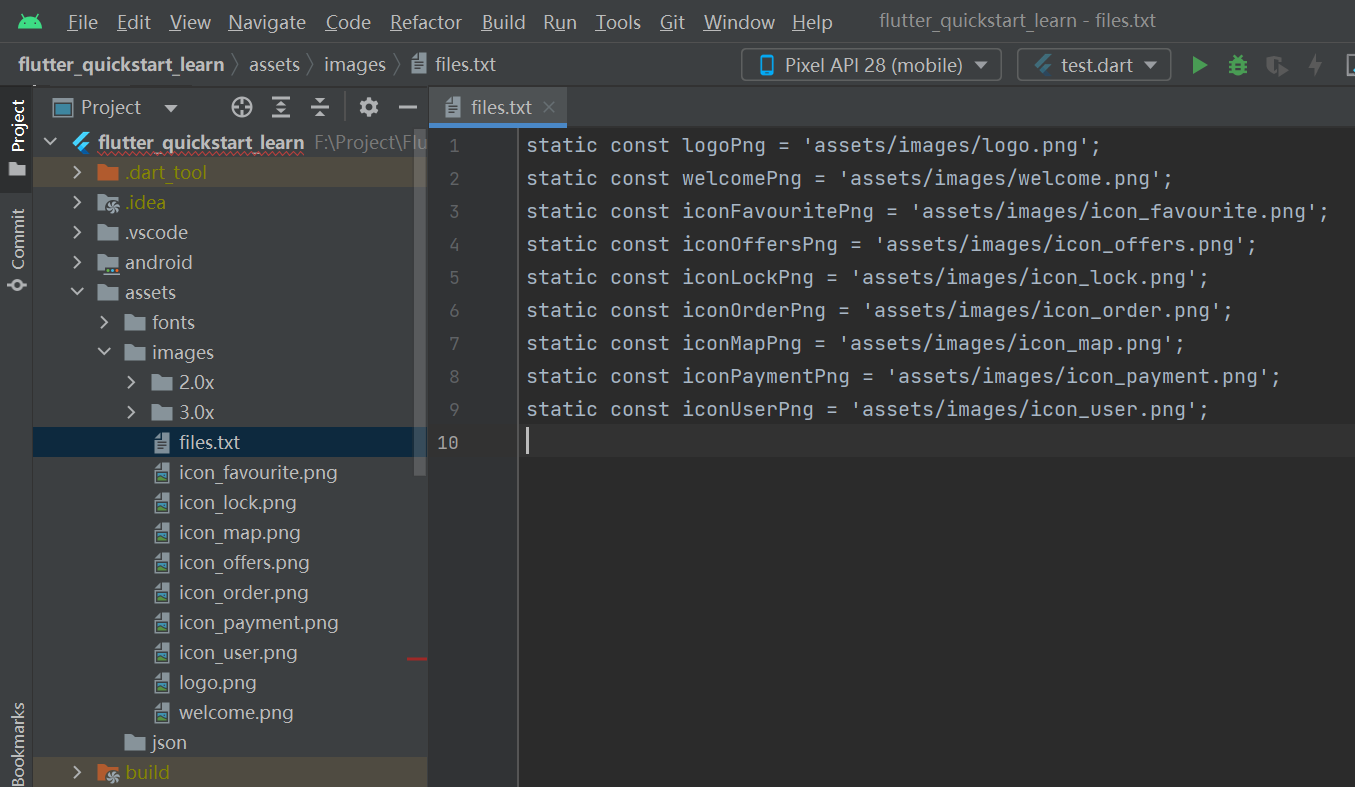 File Edit View Navigate Code Refactor Build Run Tools Git Window Help flutter_quickstart_learn - files.txt
flutter_quickstart_learn assets images files.txt Pixel API 28 (mobile) test.dart
Project
Commit
Bookmarks
Project
flutter_quickstart_learn F:\Project\Flu
.dart_tool
.idea
.vscode
android
assets
fonts
images
2.0x
3.0x
files.txt
icon_favourite.png
icon_lock.png
icon_map.png
icon_offers.png
icon_order.png
icon_payment.png
icon_user.png
logo.png
welcome.png
json
build
files.txt
1 static const logoPng = 'assets/images/logo.png';
2 static const welcomePng = 'assets/images/welcome.png';
3 static const iconFavouritePng = 'assets/images/icon_favourite.png';
4 static const iconOffersPng = 'assets/images/icon_offers.png';
5 static const iconLockPng = 'assets/images/icon_lock.png';
6 static const iconOrderPng = 'assets/images/icon_order.png';
7 static const iconMapPng = 'assets/images/icon_map.png';
8 static const iconPaymentPng = 'assets/images/icon_payment.png';
9 static const iconUserPng = 'assets/images/icon_user.png';
10